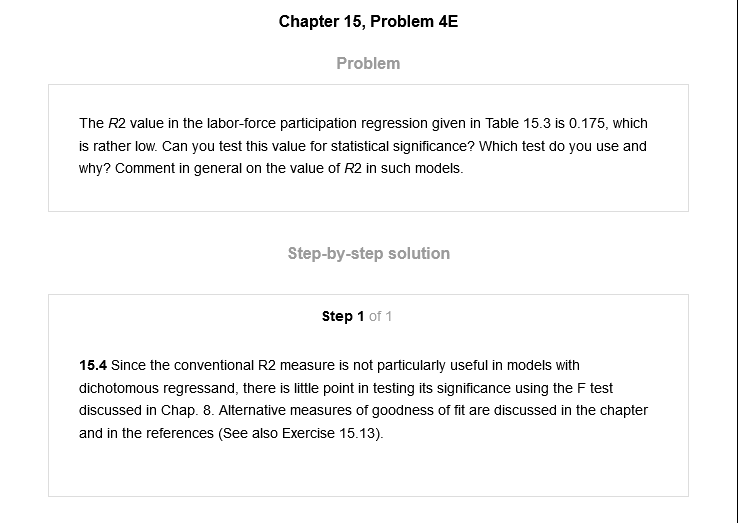 Chapter 15, Problem 4E
Problem
The R2 value in the labor-force participation regression given in Table 15.3 is 0.175, which
is rather low. Can you test this value for statistical significance? Which test do you use and
why? Comment in general on the value of R2 in such models.
Step-by-step solution
Step 1 of 1
15.4 Since the conventional R2 measure is not particularly useful in models with
dichotomous regressand, there is little point in testing its significance using the F test
discussed in Chap. 8. Alternative measures of goodness of fit are discussed in the chapter
and in the references (See also Exercise 15.13).